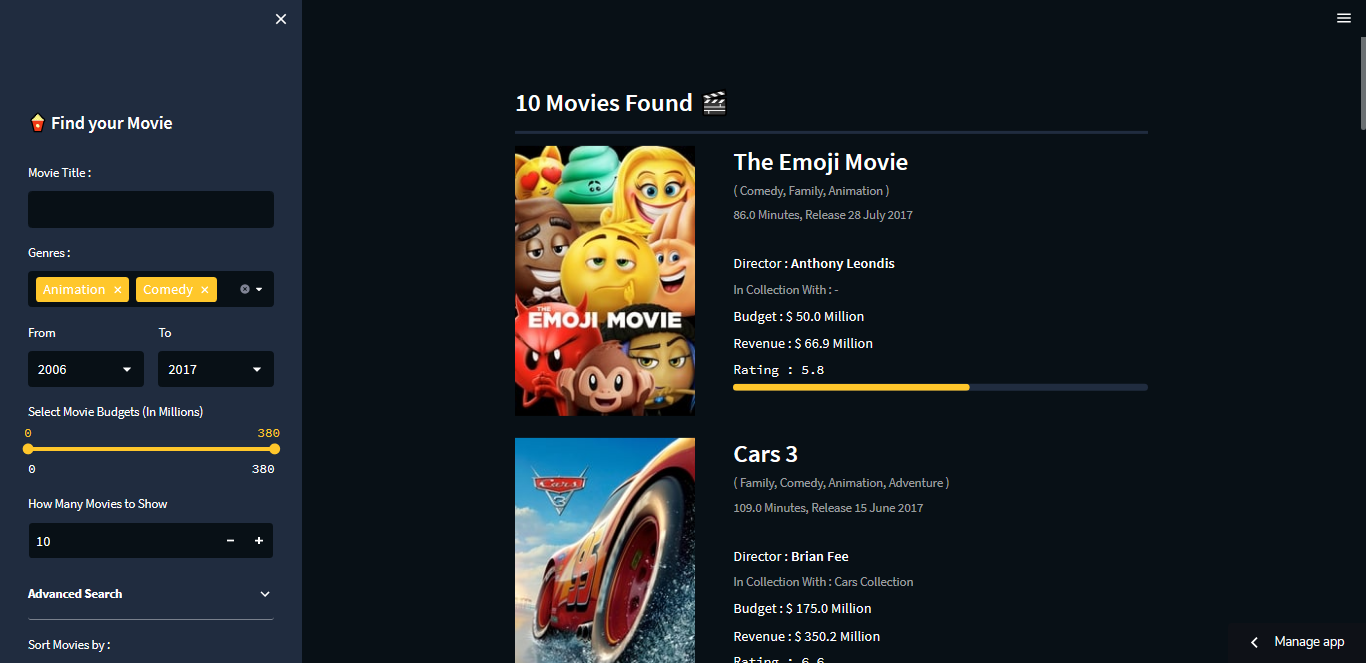 Find your Movie
Movie Title :
Genres :
Animation ×
Comedy ×
From
To
2006
2017
Select Movie Budgets (In Millions)
0
380
0
380
How Many Movies to Show
10
Advanced Search
Sort Movies by :
10 Movies Found
THE
EMOJI MOVIE
The Emoji Movie
( Comedy, Family, Animation )
86.0 Minutes, Release 28 July 2017
Director : Anthony Leondis
In Collection With : -
Budget : $ 50.0 Million
Revenue : $ 66.9 Million
Rating : 5.8
Cars
3
95
Cars 3
( Family, Comedy, Animation, Adventure )
109.0 Minutes, Release 15 June 2017
Director : Brian Fee
In Collection With : Cars Collection
Budget : $ 175.0 Million
Revenue : $ 350.2 Million
Rating : 6.6
Manage app